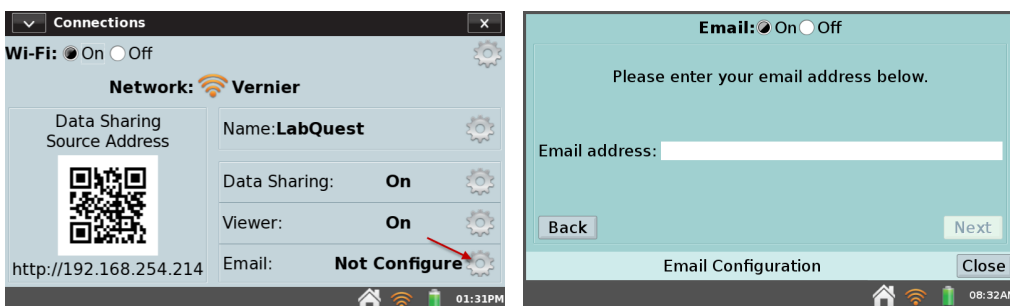 Connections
Wi-Fi: On Off
Network: Vernier
Data Sharing
Source Address
http://192.168.254.214
Name:LabQuest
Data Sharing: On
Viewer: On
Email: Not Configure
01:31PM
Email: On Off
Please enter your email address below.
Email address:
Back Next
Email Configuration Close
08:32A